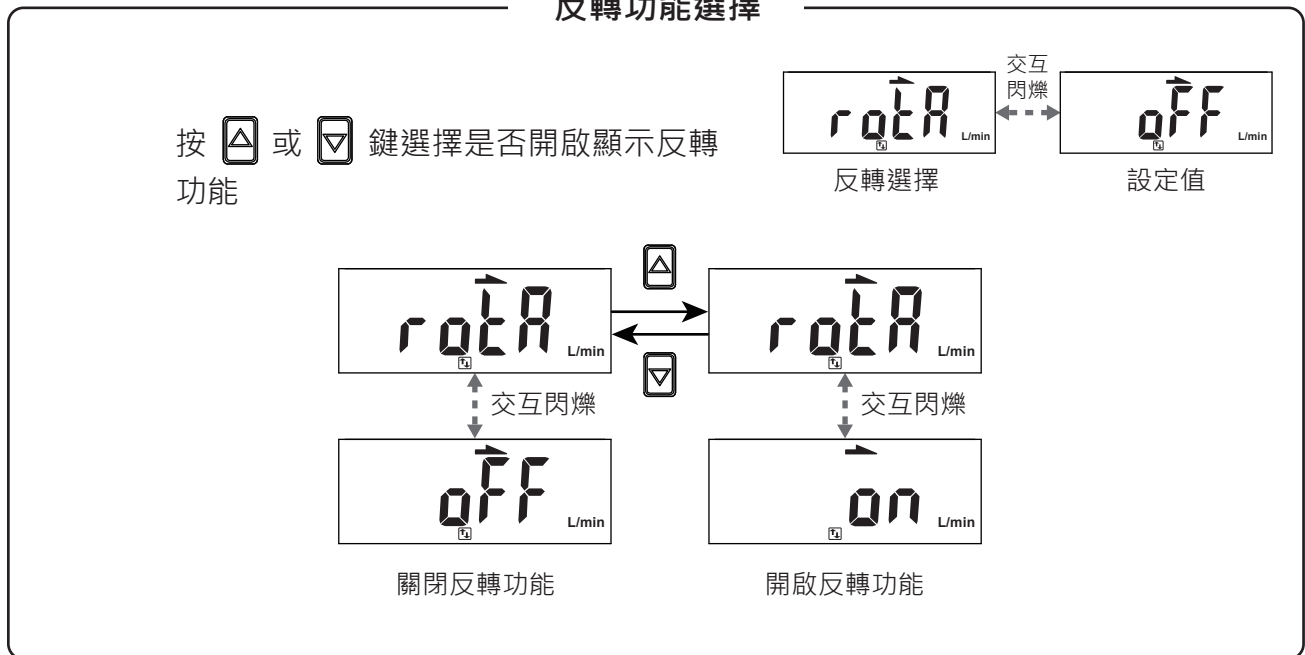 反轉功能選擇
交互
閃爍
rotA L/min
oFF L/min
按 或 鍵選擇是否開啟顯示反轉
功能
反轉選擇
設定值
rotA L/min
rotA L/min
交互閃爍
交互閃爍
oFF L/min
on L/min
關閉反轉功能
開啟反轉功能